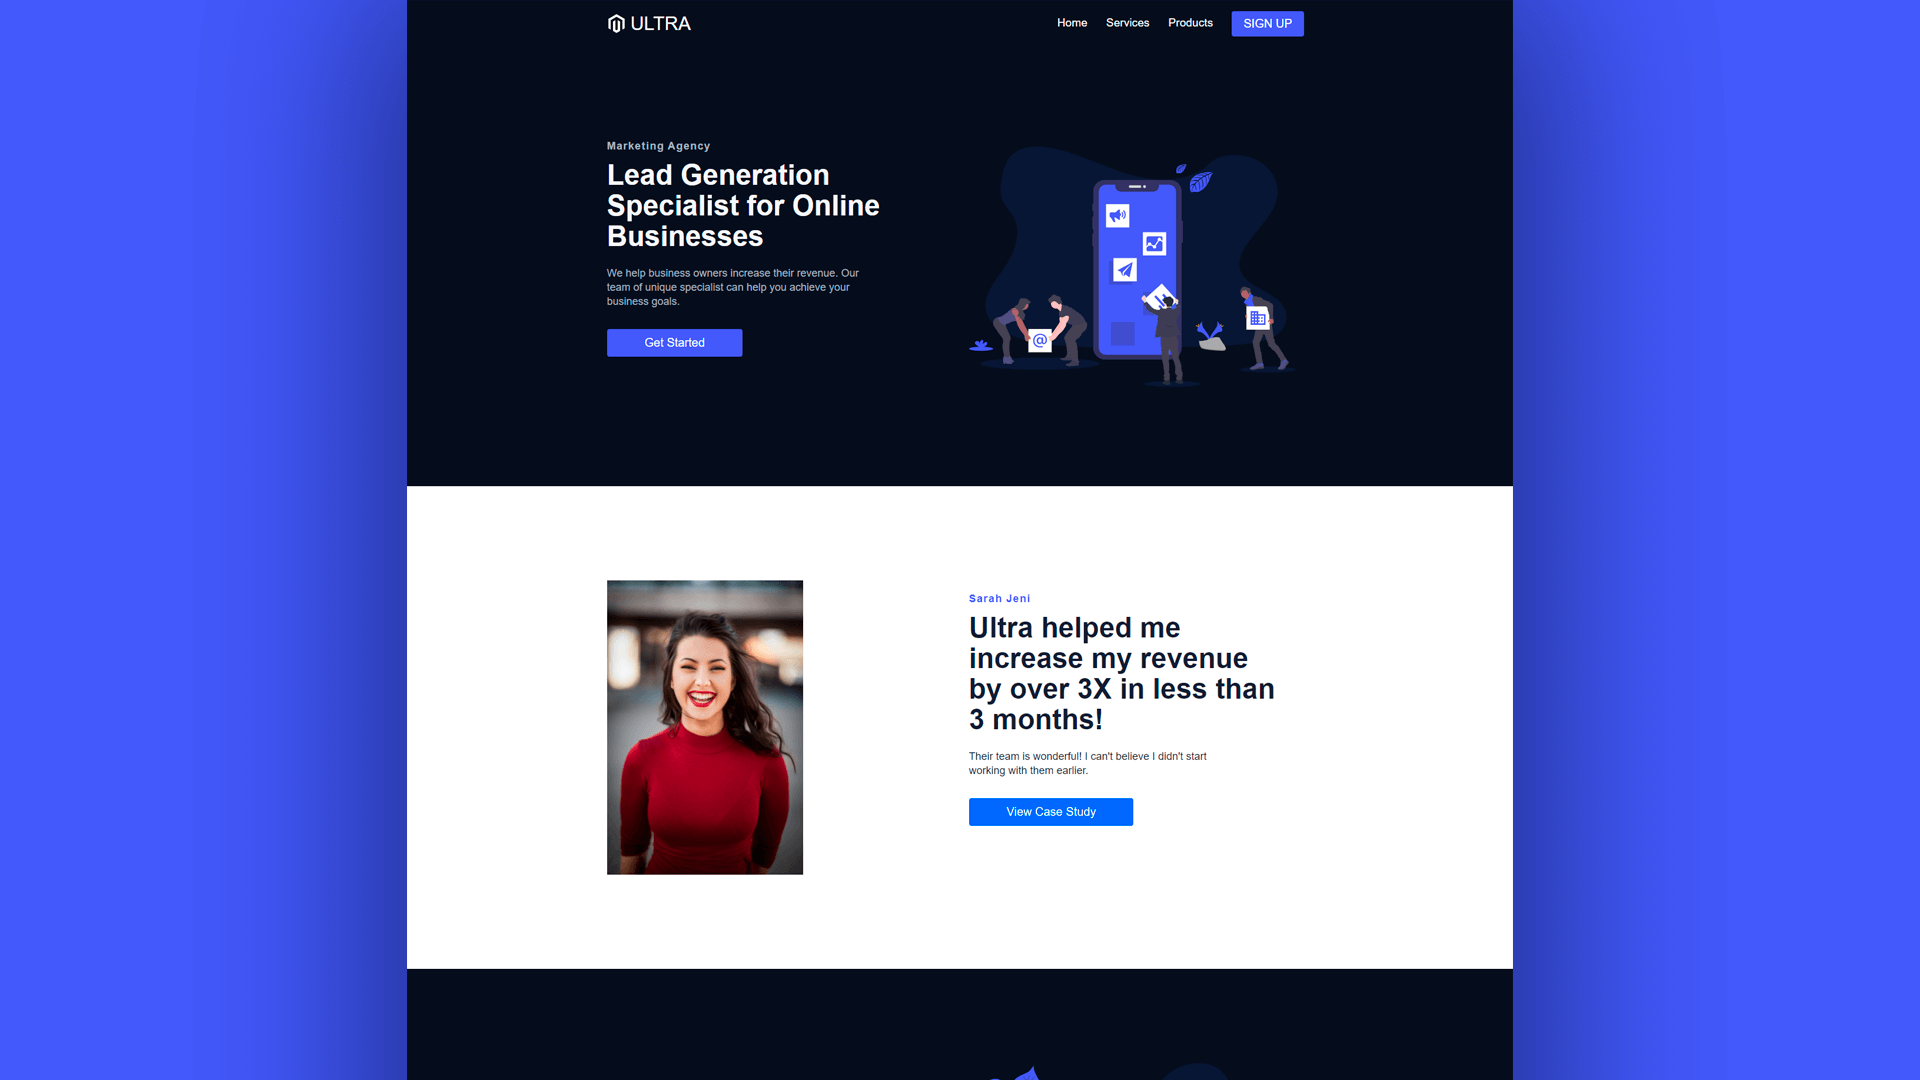 ULTRA
Home Services Products SIGN UP
Marketing Agency
Lead Generation
Specialist for Online
Businesses
We help business owners increase their revenue. Our
team of unique specialist can help you achieve your
business goals.
Get Started
@
Sarah Jeni
Ultra helped me
increase my revenue
by over 3X in less than
3 months!
Their team is wonderful! I can't believe I didn't start
working with them earlier.
View Case Study